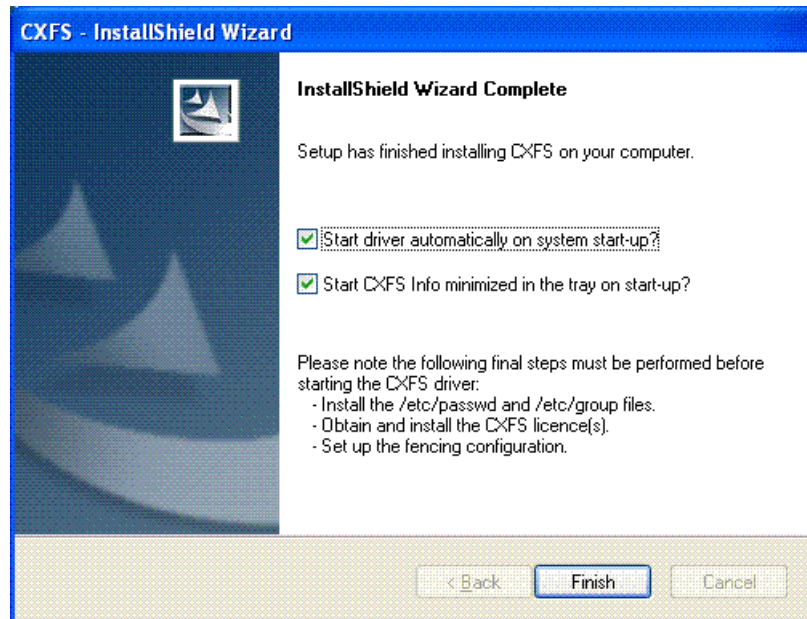 CXFS - InstallShield Wizard
InstallShield Wizard Complete
Setup has finished installing CXFS on your computer.
Start driver automatically on system start-up?
Start CXFS Info minimized in the tray on start-up?
Please note the following final steps must be performed before
starting the CXFS driver:
- Install the /etc/passwd and /etc/group files.
- Obtain and install the CXFS licence(s).
- Set up the fencing configuration.
< Back
Finish
Cancel